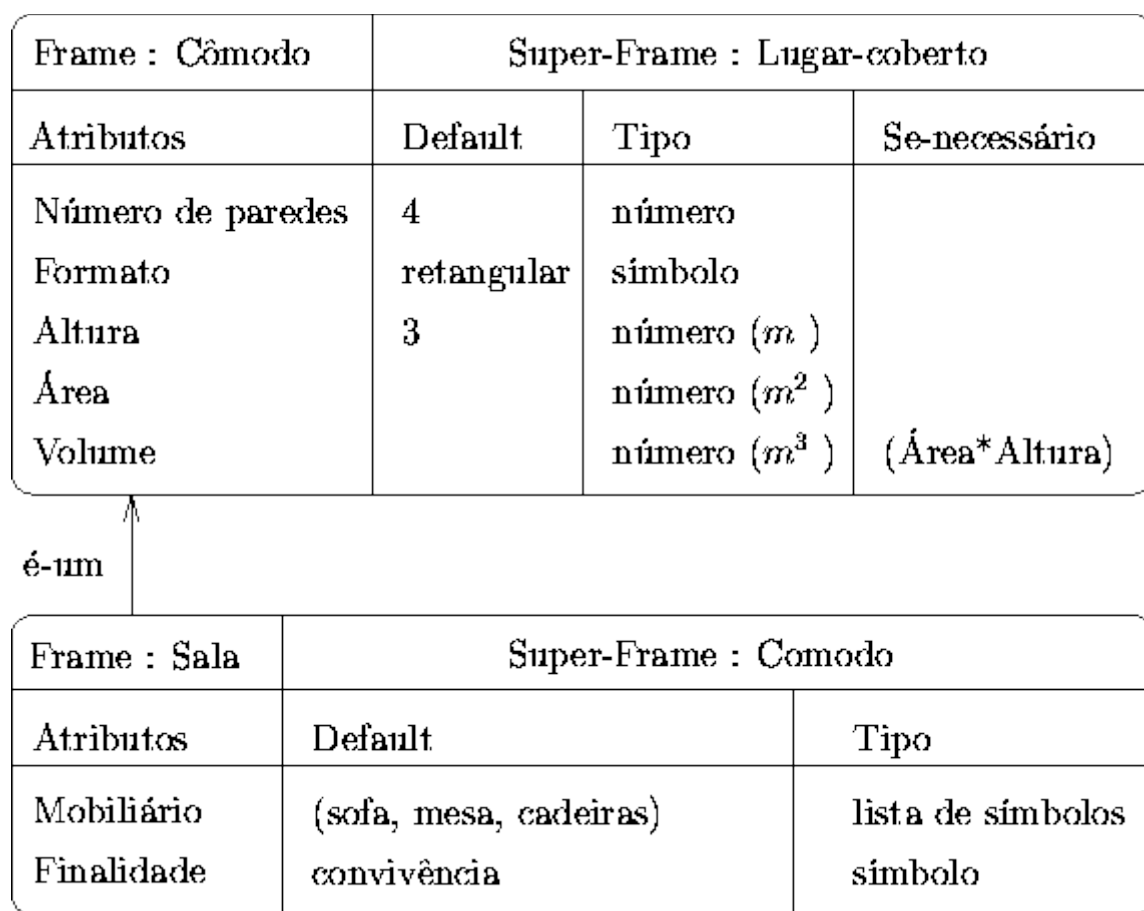 Frame : Cômodo Super-Frame : Lugar-coberto
Atributos Default Tipo Se-necessário
Número de paredes 4 número
Formato retangular símbolo
Altura 3 número (m )
Área número (m² )
Volume número (m³ ) (Área*Altura)
é-um
Frame : Sala Super-Frame : Comodo
Atributos Default Tipo
Mobiliário (sofa, mesa, cadeiras) lista de símbolos
Finalidade convivência símbolo